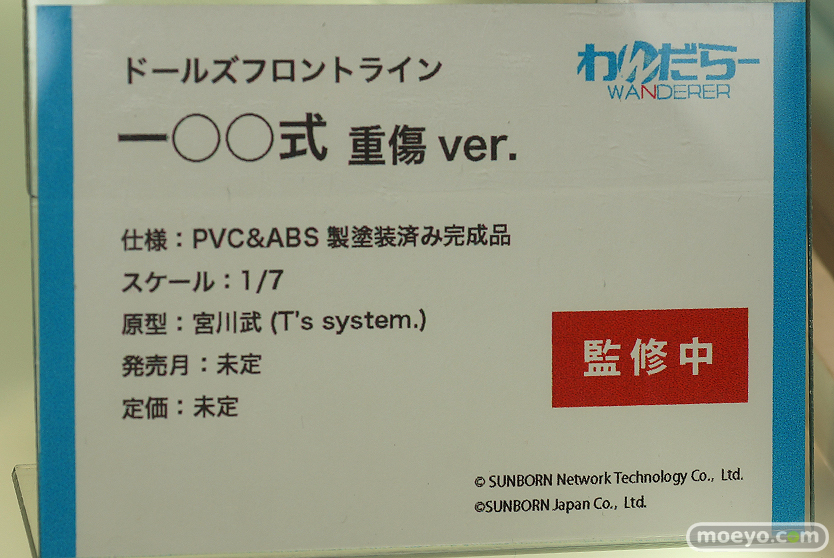 ドールズフロントライン
わんだらー
WANDERER
一〇〇式 重傷 ver.
仕様：PVC&ABS 製塗装済み完成品
スケール：1/7
原型：宮川武 (T's system.)
発売月：未定
定価：未定
監修中
© SUNBORN Network Technology Co., Ltd.
©SUNBORN Japan Co., Ltd.
moeyo.com